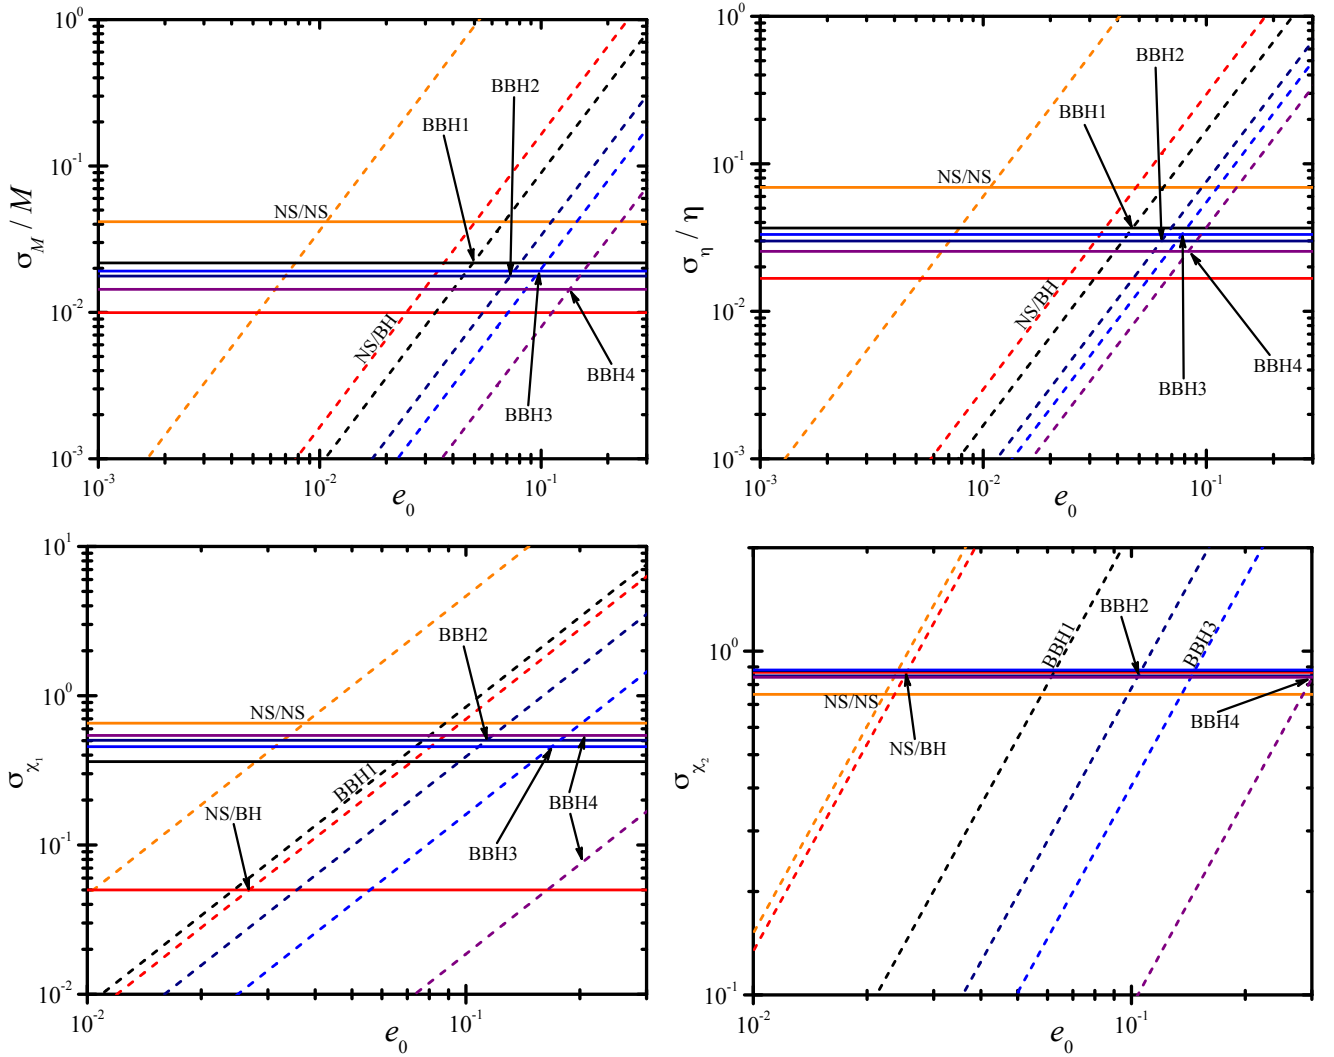 10^0
10^-1
10^-2
10^-3
σ_M / M
NS/NS
BBH1
BBH2
NS/BH
BBH3
BBH4
10^-3
10^-2
10^-1
e_0
10^0
10^-1
10^-2
10^-3
σ_η / η
NS/NS
BBH1
BBH2
NS/BH
BBH3
BBH4
10^-3
10^-2
10^-1
e_0
10^1
10^0
10^-1
10^-2
σ_χ_1
NS/NS
BBH2
BBH1
NS/BH
BBH3
BBH4
10^-2
10^-1
e_0
10^0
10^-1
σ_χ_2
BBH1
BBH2
BBH3
NS/NS
NS/BH
BBH4
10^-2
10^-1
e_0